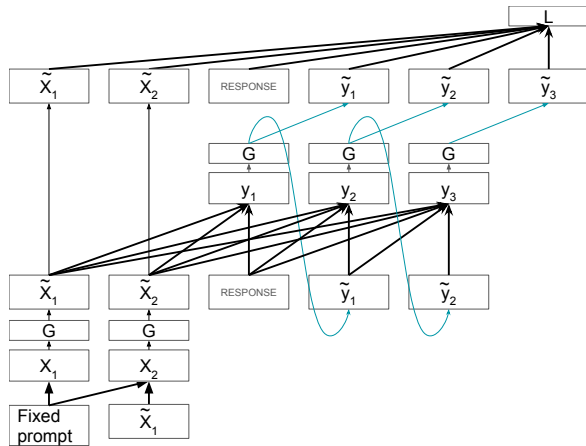 L
X̃₁ X̃₂ RESPONSE ỹ₁ ỹ₂ ỹ₃
G G G
y₁ y₂ y₃
X̃₁ X̃₂ RESPONSE ỹ₁ ỹ₂
G G
X₁ X₂
Fixed
prompt X̃₁